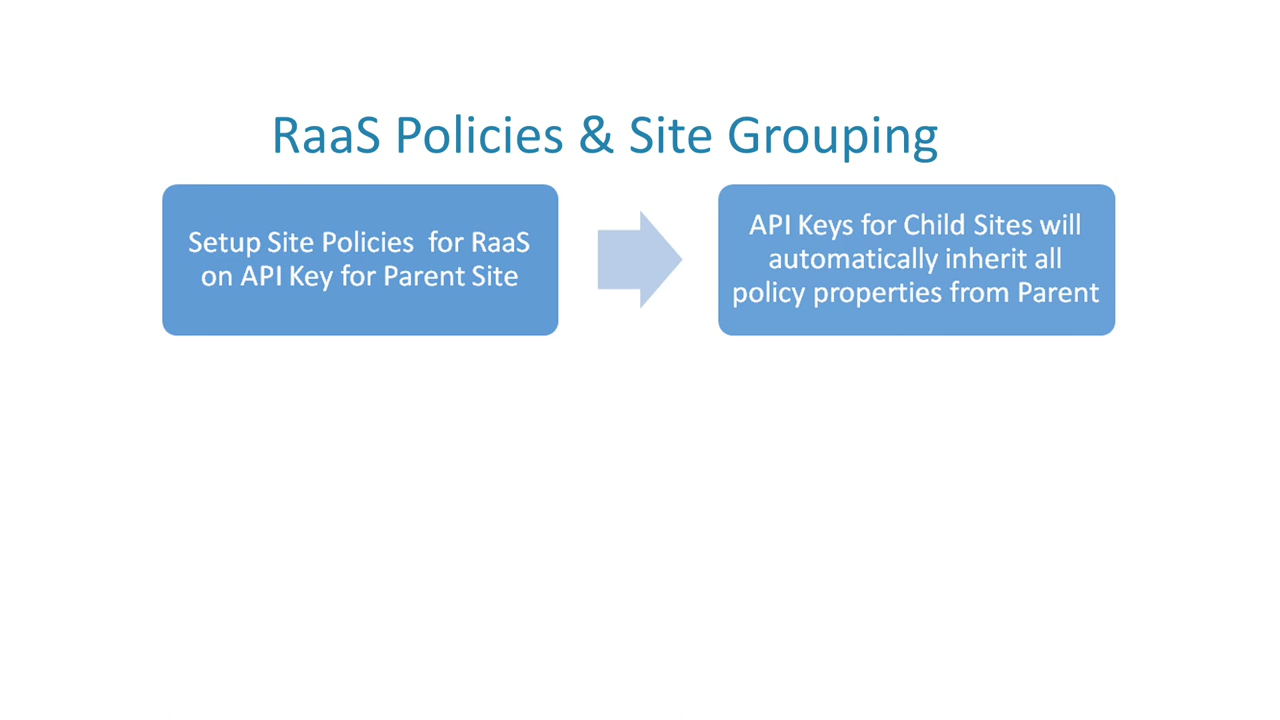 RaaS Policies & Site Grouping
Setup Site Policies  for RaaS
on API Key for Parent Site
API Keys for Child Sites will
automatically inherit all
policy properties from Parent